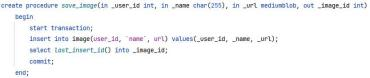 create procedure save_image(in _user_id int, in _name char(255), in _url mediumblob, out _image_id int)
begin
start transaction;
insert into image(user_id, `name`, url) values(_user_id, _name, _url);
select last_insert_id() into _image_id;
commit;
end;